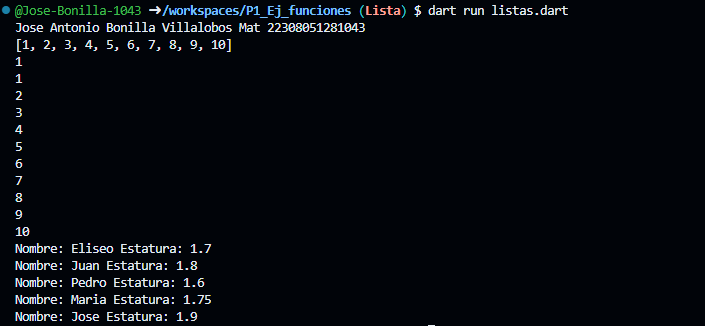 @Jose-Bonilla-1043 ➜/workspaces/P1_Ej_funciones (Lista) $ dart run listas.dart
Jose Antonio Bonilla Villalobos Mat 22308051281043
[1, 2, 3, 4, 5, 6, 7, 8, 9, 10]
1
1
2
3
4
5
6
7
8
9
10
Nombre: Eliseo Estatura: 1.7
Nombre: Juan Estatura: 1.8
Nombre: Pedro Estatura: 1.6
Nombre: Maria Estatura: 1.75
Nombre: Jose Estatura: 1.9